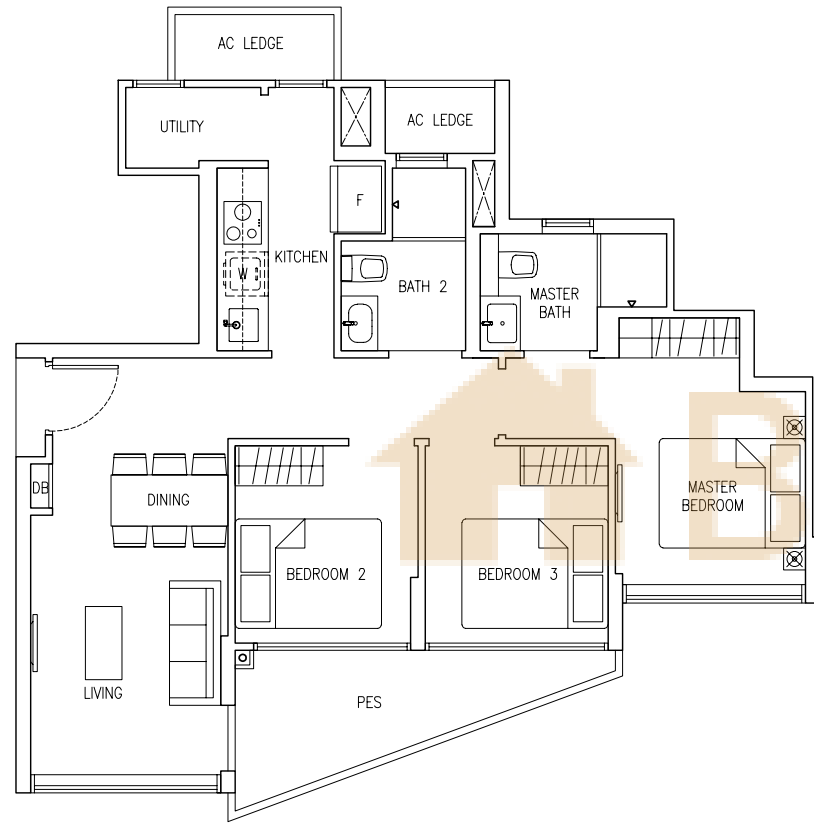 AC LEDGE
UTILITY
AC LEDGE
F
KITCHEN
W
BATH 2
MASTER
BATH
DB
DINING
MASTER
BEDROOM
B
BEDROOM 2
BEDROOM 3
LIVING
PES